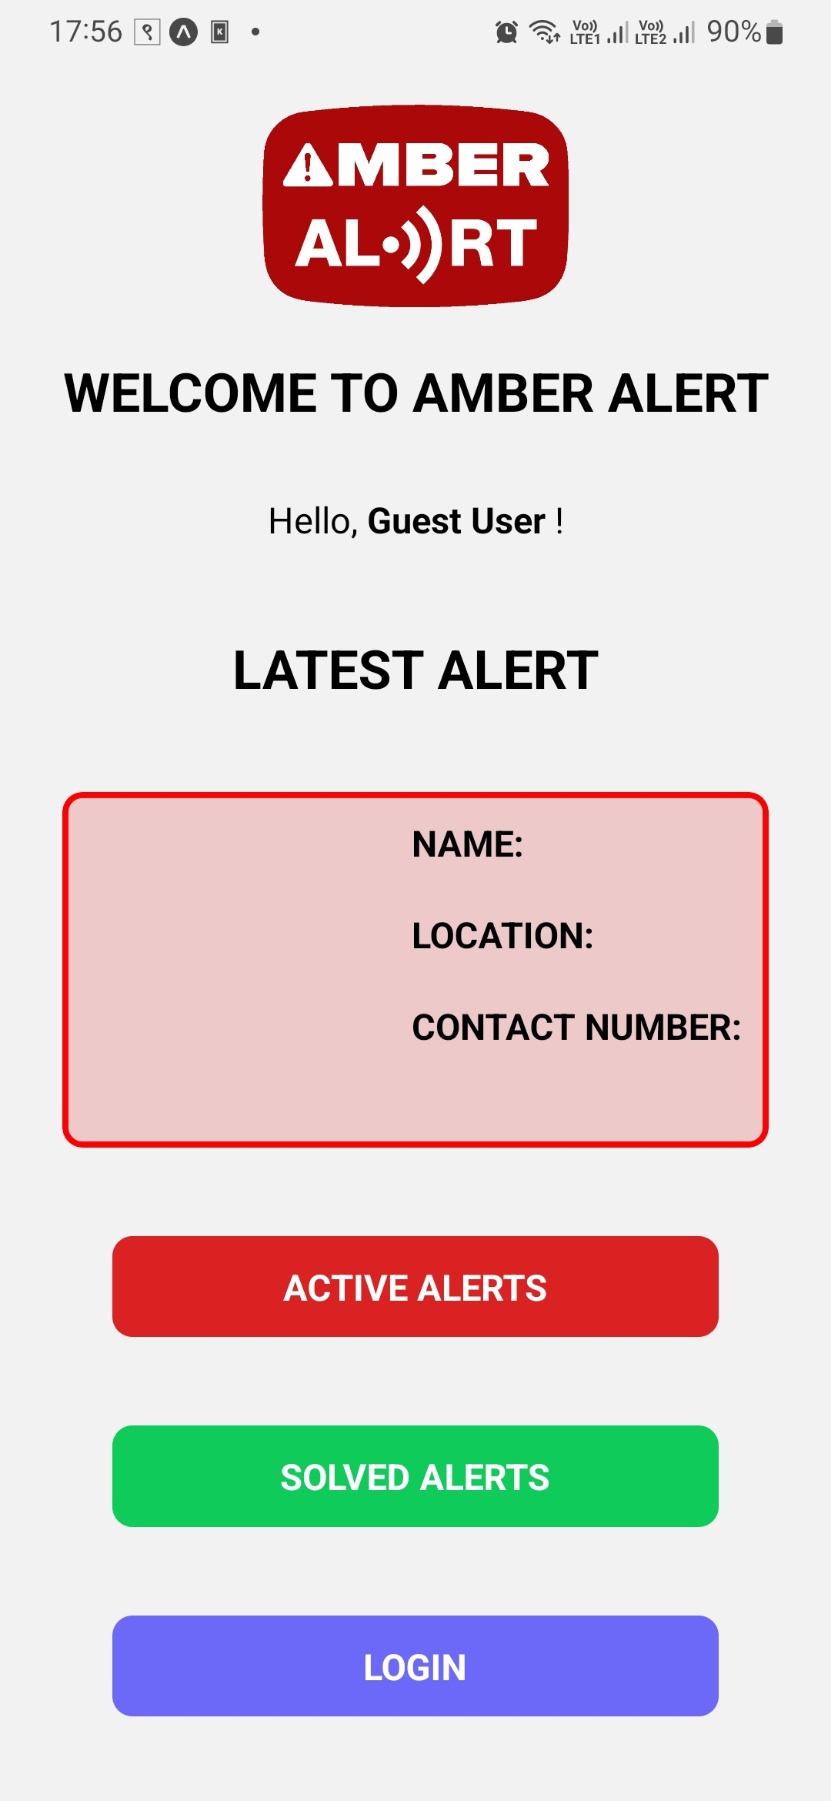 17:56
Vo)) LTE1 Vo)) LTE2 90%
AMBER
AL RT
WELCOME TO AMBER ALERT
Hello, Guest User !
LATEST ALERT
NAME:
LOCATION:
CONTACT NUMBER:
ACTIVE ALERTS
SOLVED ALERTS
LOGIN